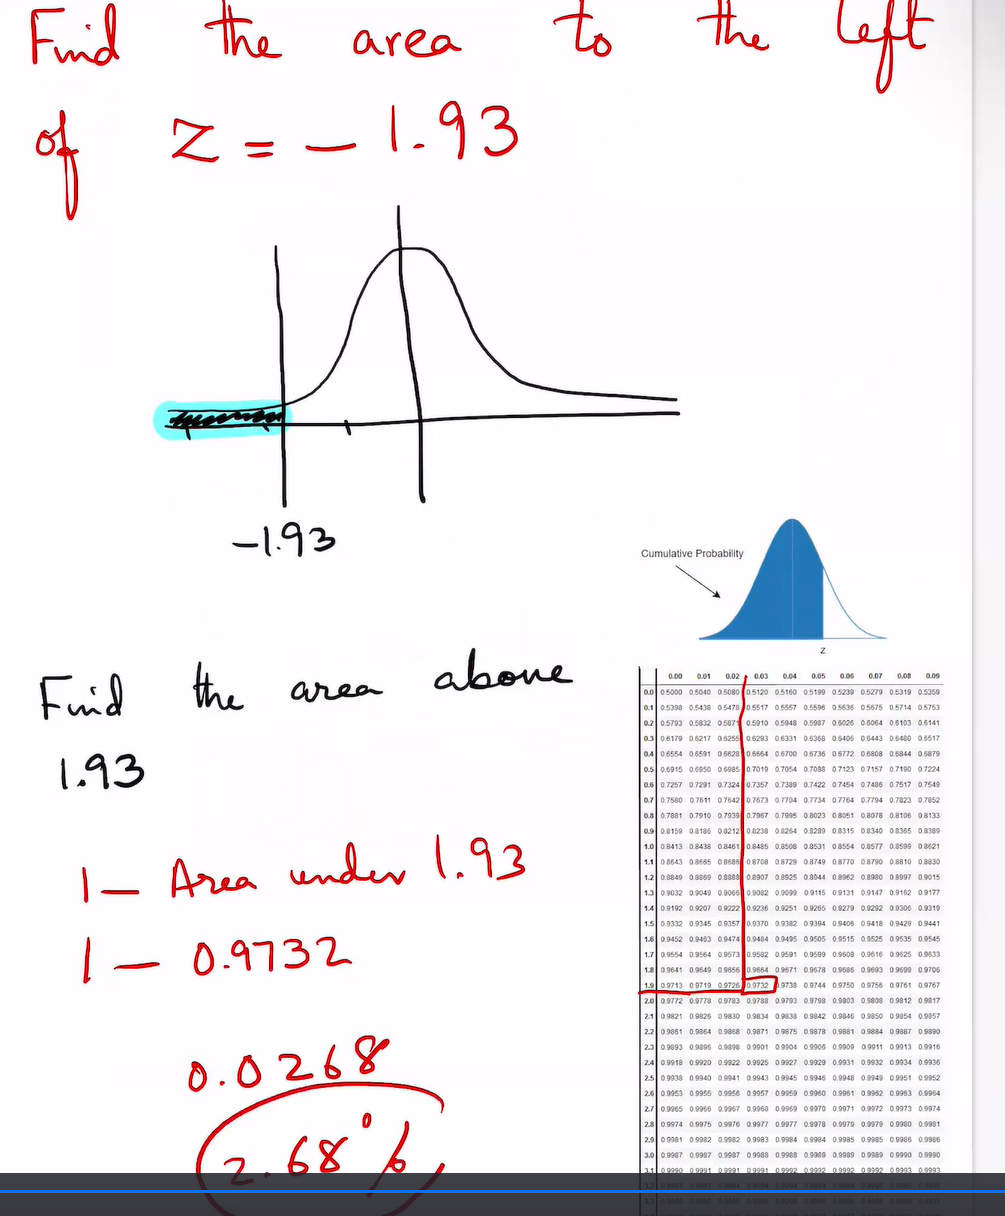 Find the area to the left
of z = - 1.93
-1.93
Cumulative Probability
z
Find the area above
1.93
1 - Area under 1.93
1 - 0.9732
0.0268
2.68%
0.00 0.01 0.02 0.03 0.04 0.05 0.06 0.07 0.08 0.09
0.0 0.5000 0.5040 0.5080 0.5120 0.5160 0.5199 0.5239 0.5279 0.5319 0.5359
0.1 0.5398 0.5438 0.5478 0.5517 0.5557 0.5596 0.5636 0.5675 0.5714 0.5753
0.2 0.5793 0.5832 0.5871 0.5910 0.5948 0.5987 0.6026 0.6064 0.6103 0.6141
0.3 0.6179 0.6217 0.6255 0.6293 0.6331 0.6368 0.6406 0.6443 0.6480 0.6517
0.4 0.6554 0.6591 0.6628 0.6664 0.6700 0.6736 0.6772 0.6808 0.6844 0.6879
0.5 0.6915 0.6950 0.6985 0.7019 0.7054 0.7088 0.7123 0.7157 0.7190 0.7224
0.6 0.7257 0.7291 0.7324 0.7357 0.7389 0.7422 0.7454 0.7486 0.7517 0.7549
0.7 0.7580 0.7611 0.7642 0.7673 0.7704 0.7734 0.7764 0.7794 0.7823 0.7852
0.8 0.7881 0.7910 0.7939 0.7967 0.7995 0.8023 0.8051 0.8078 0.8106 0.8133
0.9 0.8159 0.8186 0.8212 0.8238 0.8264 0.8289 0.8315 0.8340 0.8365 0.8389
1.0 0.8413 0.8438 0.8461 0.8485 0.8508 0.8531 0.8554 0.8577 0.8599 0.8621
1.1 0.8643 0.8665 0.8686 0.8708 0.8729 0.8749 0.8770 0.8790 0.8810 0.8830
1.2 0.8849 0.8869 0.8888 0.8907 0.8925 0.8944 0.8962 0.8980 0.8997 0.9015
1.3 0.9032 0.9049 0.9066 0.9082 0.9099 0.9115 0.9131 0.9147 0.9162 0.9177
1.4 0.9192 0.9207 0.9222 0.9236 0.9251 0.9265 0.9279 0.9292 0.9306 0.9319
1.5 0.9332 0.9345 0.9357 0.9370 0.9382 0.9394 0.9406 0.9418 0.9429 0.9441
1.6 0.9452 0.9463 0.9474 0.9484 0.9495 0.9505 0.9515 0.9525 0.9535 0.9545
1.7 0.9554 0.9564 0.9573 0.9582 0.9591 0.9599 0.9608 0.9616 0.9625 0.9633
1.8 0.9641 0.9649 0.9656 0.9664 0.9671 0.9678 0.9686 0.9693 0.9699 0.9706
1.9 0.9713 0.9719 0.9726 0.9732 0.9738 0.9744 0.9750 0.9756 0.9761 0.9767
2.0 0.9772 0.9778 0.9783 0.9788 0.9793 0.9798 0.9803 0.9808 0.9812 0.9817
2.1 0.9821 0.9826 0.9830 0.9834 0.9838 0.9842 0.9846 0.9850 0.9854 0.9857
2.2 0.9861 0.9864 0.9868 0.9871 0.9875 0.9878 0.9881 0.9884 0.9887 0.9890
2.3 0.9893 0.9896 0.9898 0.9901 0.9904 0.9906 0.9909 0.9911 0.9913 0.9916
2.4 0.9918 0.9920 0.9922 0.9925 0.9927 0.9929 0.9931 0.9932 0.9934 0.9936
2.5 0.9938 0.9940 0.9941 0.9943 0.9945 0.9946 0.9948 0.9949 0.9951 0.9952
2.6 0.9953 0.9955 0.9956 0.9957 0.9959 0.9960 0.9961 0.9962 0.9963 0.9964
2.7 0.9965 0.9966 0.9967 0.9968 0.9969 0.9970 0.9971 0.9972 0.9973 0.9974
2.8 0.9974 0.9975 0.9976 0.9977 0.9977 0.9978 0.9979 0.9979 0.9980 0.9981
2.9 0.9981 0.9982 0.9982 0.9983 0.9984 0.9984 0.9985 0.9985 0.9986 0.9986
3.0 0.9987 0.9987 0.9987 0.9988 0.9988 0.9989 0.9989 0.9989 0.9990 0.9990
3.1 0.9990 0.9991 0.9991 0.9991 0.9992 0.9992 0.9992 0.9992 0.9993 0.9993